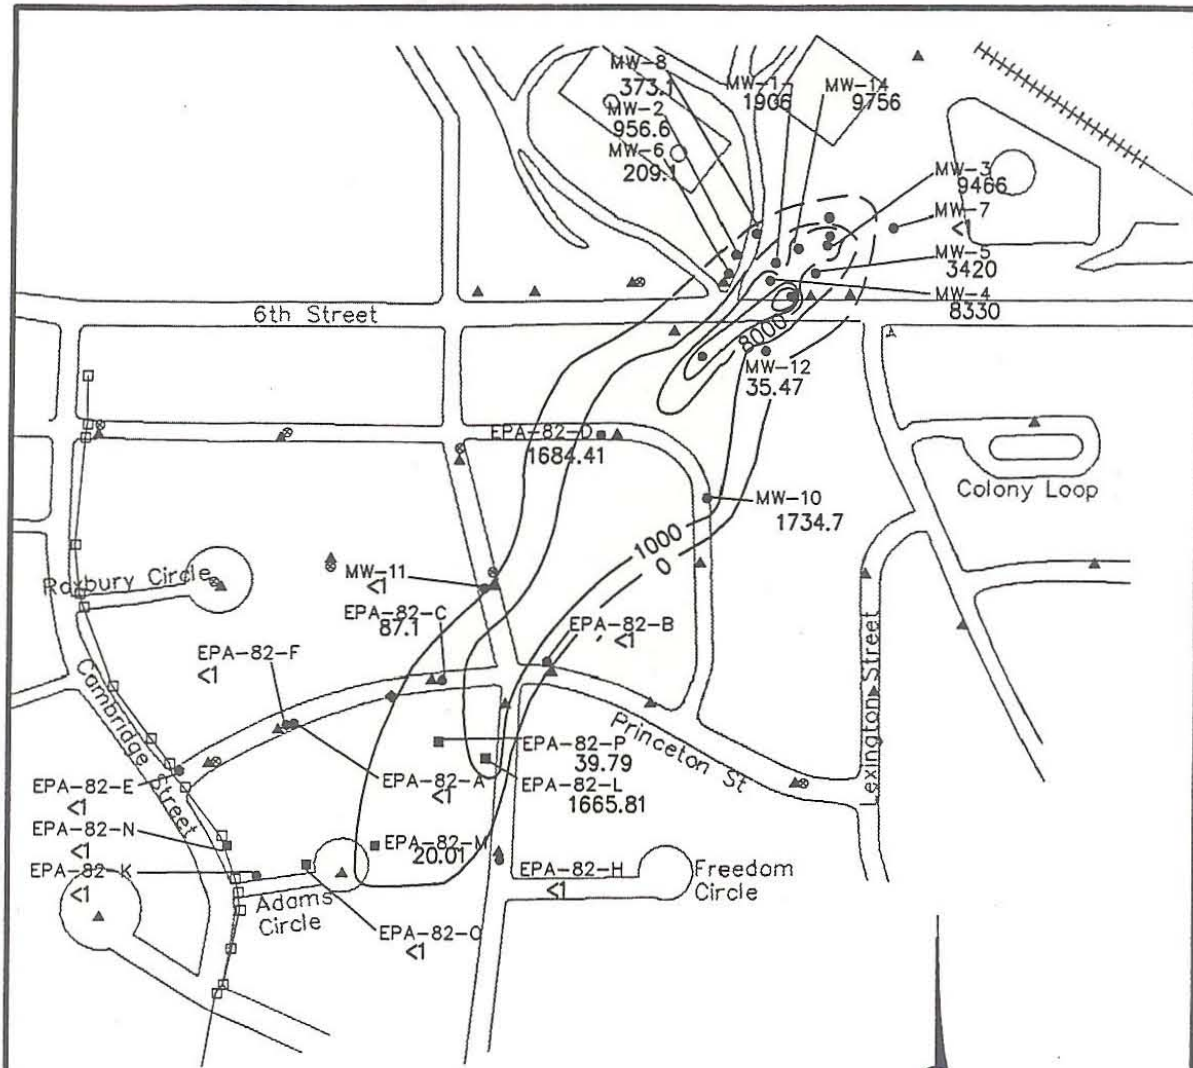 MW-8
373.1
MW-2
956.6
MW-6
209.1
MW-1
1906
MW-14
9756
MW-3
9466
MW-7
<1
MW-5
3420
MW-4
8330
6th Street
8000
MW-12
35.47
EPA-82-D
1684.41
Colony Loop
MW-10
1734.7
1000
0
Roxbury Circle
MW-11
<1
EPA-82-C
87.1
EPA-82-B
<1
EPA-82-F
<1
Cambridge Street
Princeton St
Lexington Street
EPA-82-P
39.79
EPA-82-A
<1
EPA-82-L
1665.81
EPA-82-E
<1
EPA-82-N
<1
EPA-82-K
<1
EPA-82-M
20.01
EPA-82-H
<1
Freedom
Circle
Adams
Circle
EPA-82-O
<1